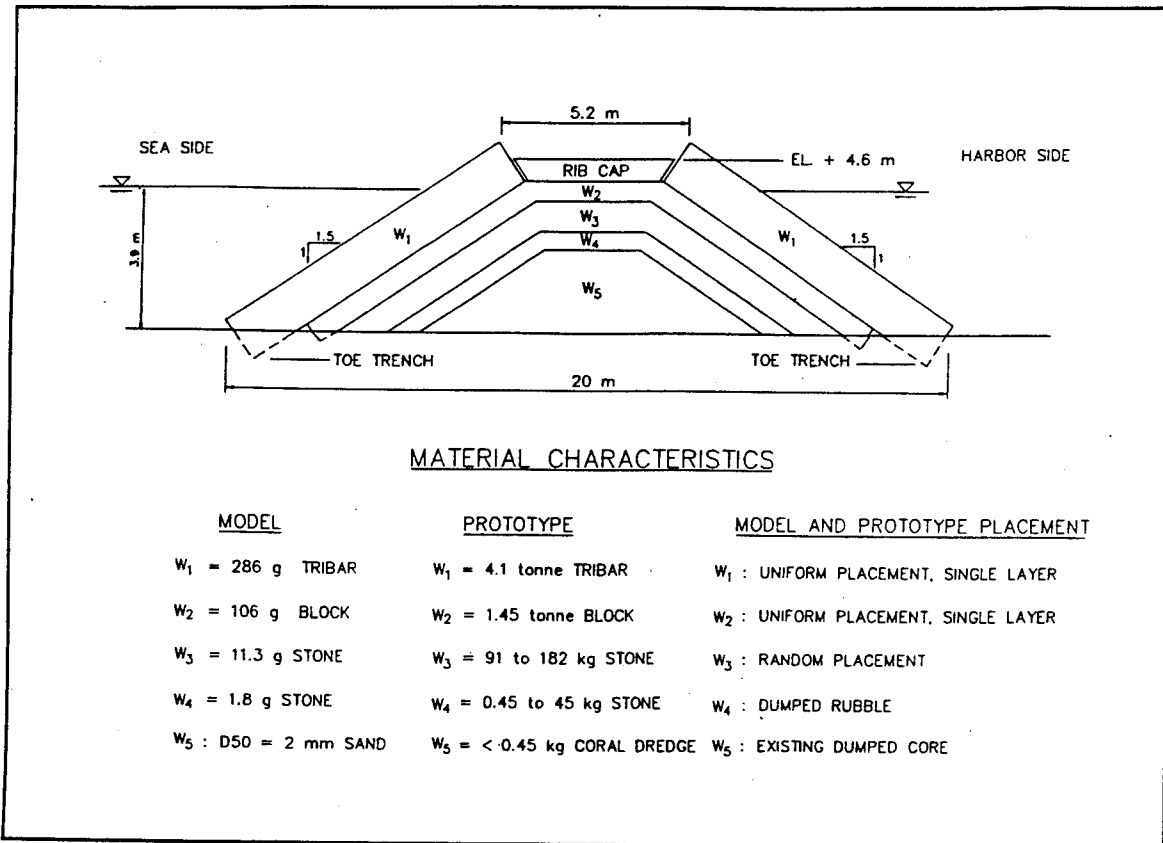 5.2 m
SEA SIDE
EL. + 4.6 m
HARBOR SIDE
RIB CAP
W2
W3
W1
W4
W1
1.5
1
1.5
1
3.9 m
W5
TOE TRENCH
TOE TRENCH
20 m
MATERIAL CHARACTERISTICS
MODEL PROTOTYPE MODEL AND PROTOTYPE PLACEMENT
W1 = 286 g TRIBAR W1 = 4.1 tonne TRIBAR W1 : UNIFORM PLACEMENT, SINGLE LAYER
W2 = 106 g BLOCK W2 = 1.45 tonne BLOCK W2 : UNIFORM PLACEMENT, SINGLE LAYER
W3 = 11.3 g STONE W3 = 91 to 182 kg STONE W3 : RANDOM PLACEMENT
W4 = 1.8 g STONE W4 = 0.45 to 45 kg STONE W4 : DUMPED RUBBLE
W5 : D50 = 2 mm SAND W5 = < 0.45 kg CORAL DREDGE W5 : EXISTING DUMPED CORE